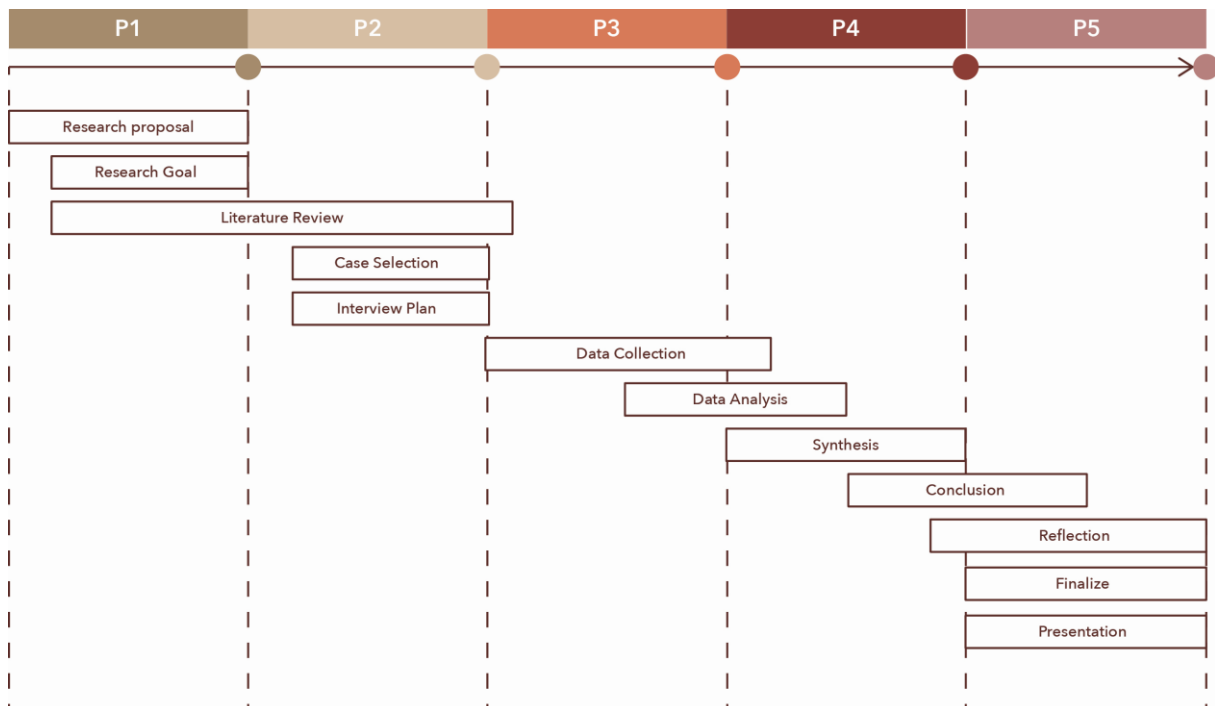 P1 P2 P3 P4 P5
Research proposal
Research Goal
Literature Review
Case Selection
Interview Plan
Data Collection
Data Analysis
Synthesis
Conclusion
Reflection
Finalize
Presentation